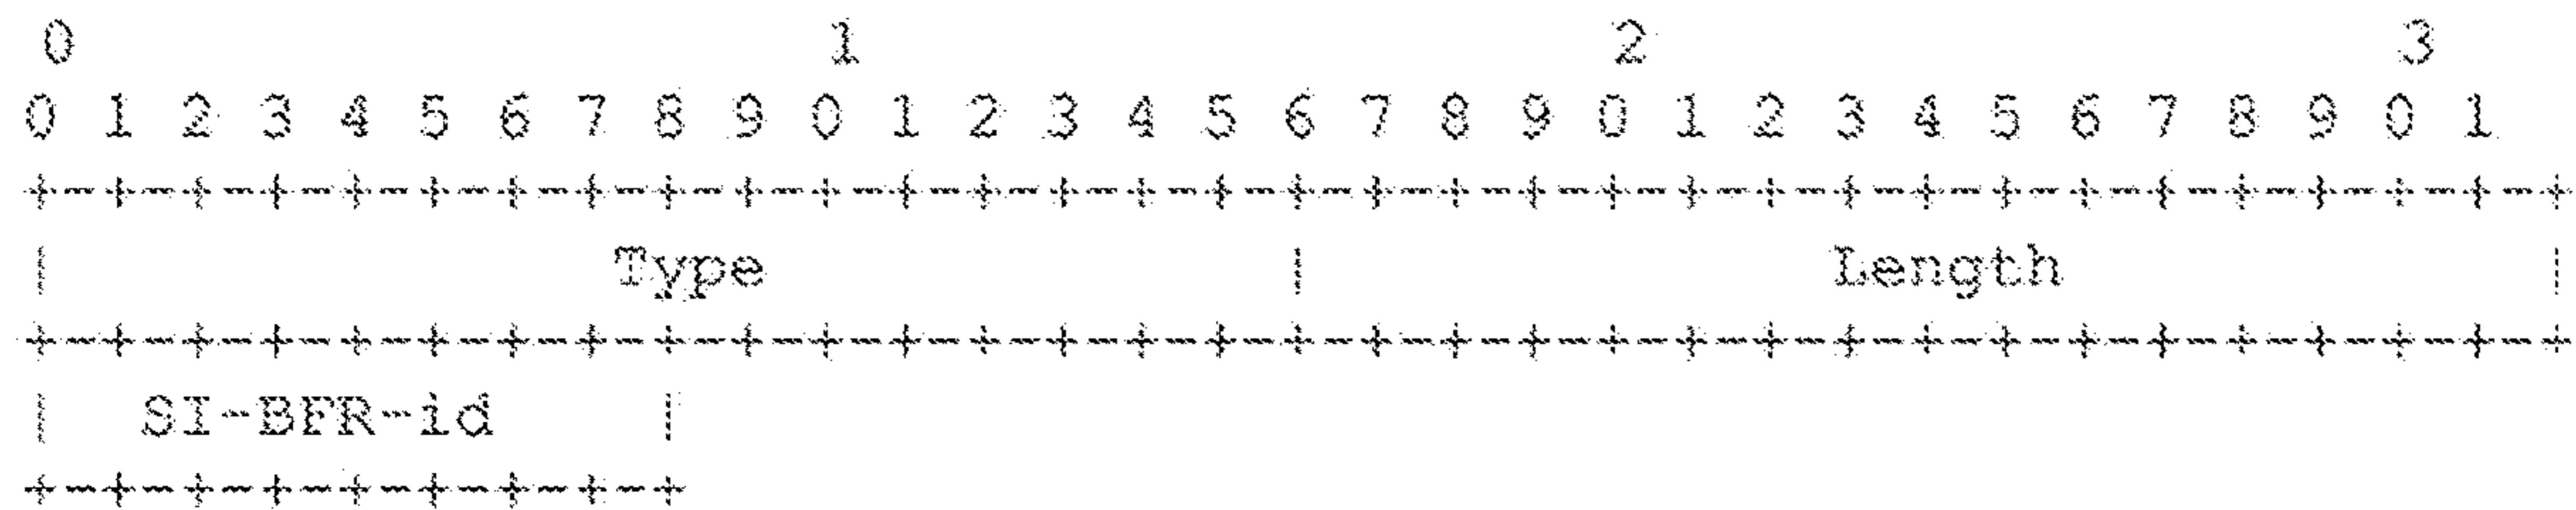 0                   1                   2                   3
0 1 2 3 4 5 6 7 8 9 0 1 2 3 4 5 6 7 8 9 0 1 2 3 4 5 6 7 8 9 0 1
+-+-+-+-+-+-+-+-+-+-+-+-+-+-+-+-+-+-+-+-+-+-+-+-+-+-+-+-+-+-+-+-+
|              Type             |             Length            |
+-+-+-+-+-+-+-+-+-+-+-+-+-+-+-+-+-+-+-+-+-+-+-+-+-+-+-+-+-+-+-+-+
|  SI-BFR-id    |
+-+-+-+-+-+-+-+-+